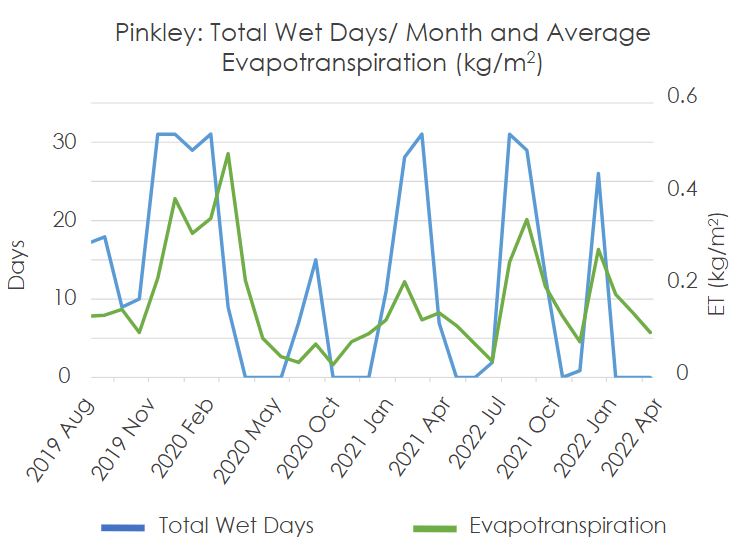 Pinkley: Total Wet Days/ Month and Average
Evapotranspiration (kg/m²)
0.6
30
0.4
20
0.2
10
0
0
Days
ET (kg/m²)
2019 Aug
2019 Nov
2020 Feb
2020 May
2020 Oct
2021 Jan
2021 Apr
2022 Jul
2021 Oct
2022 Jan
2022 Apr
Total Wet Days
Evapotranspiration